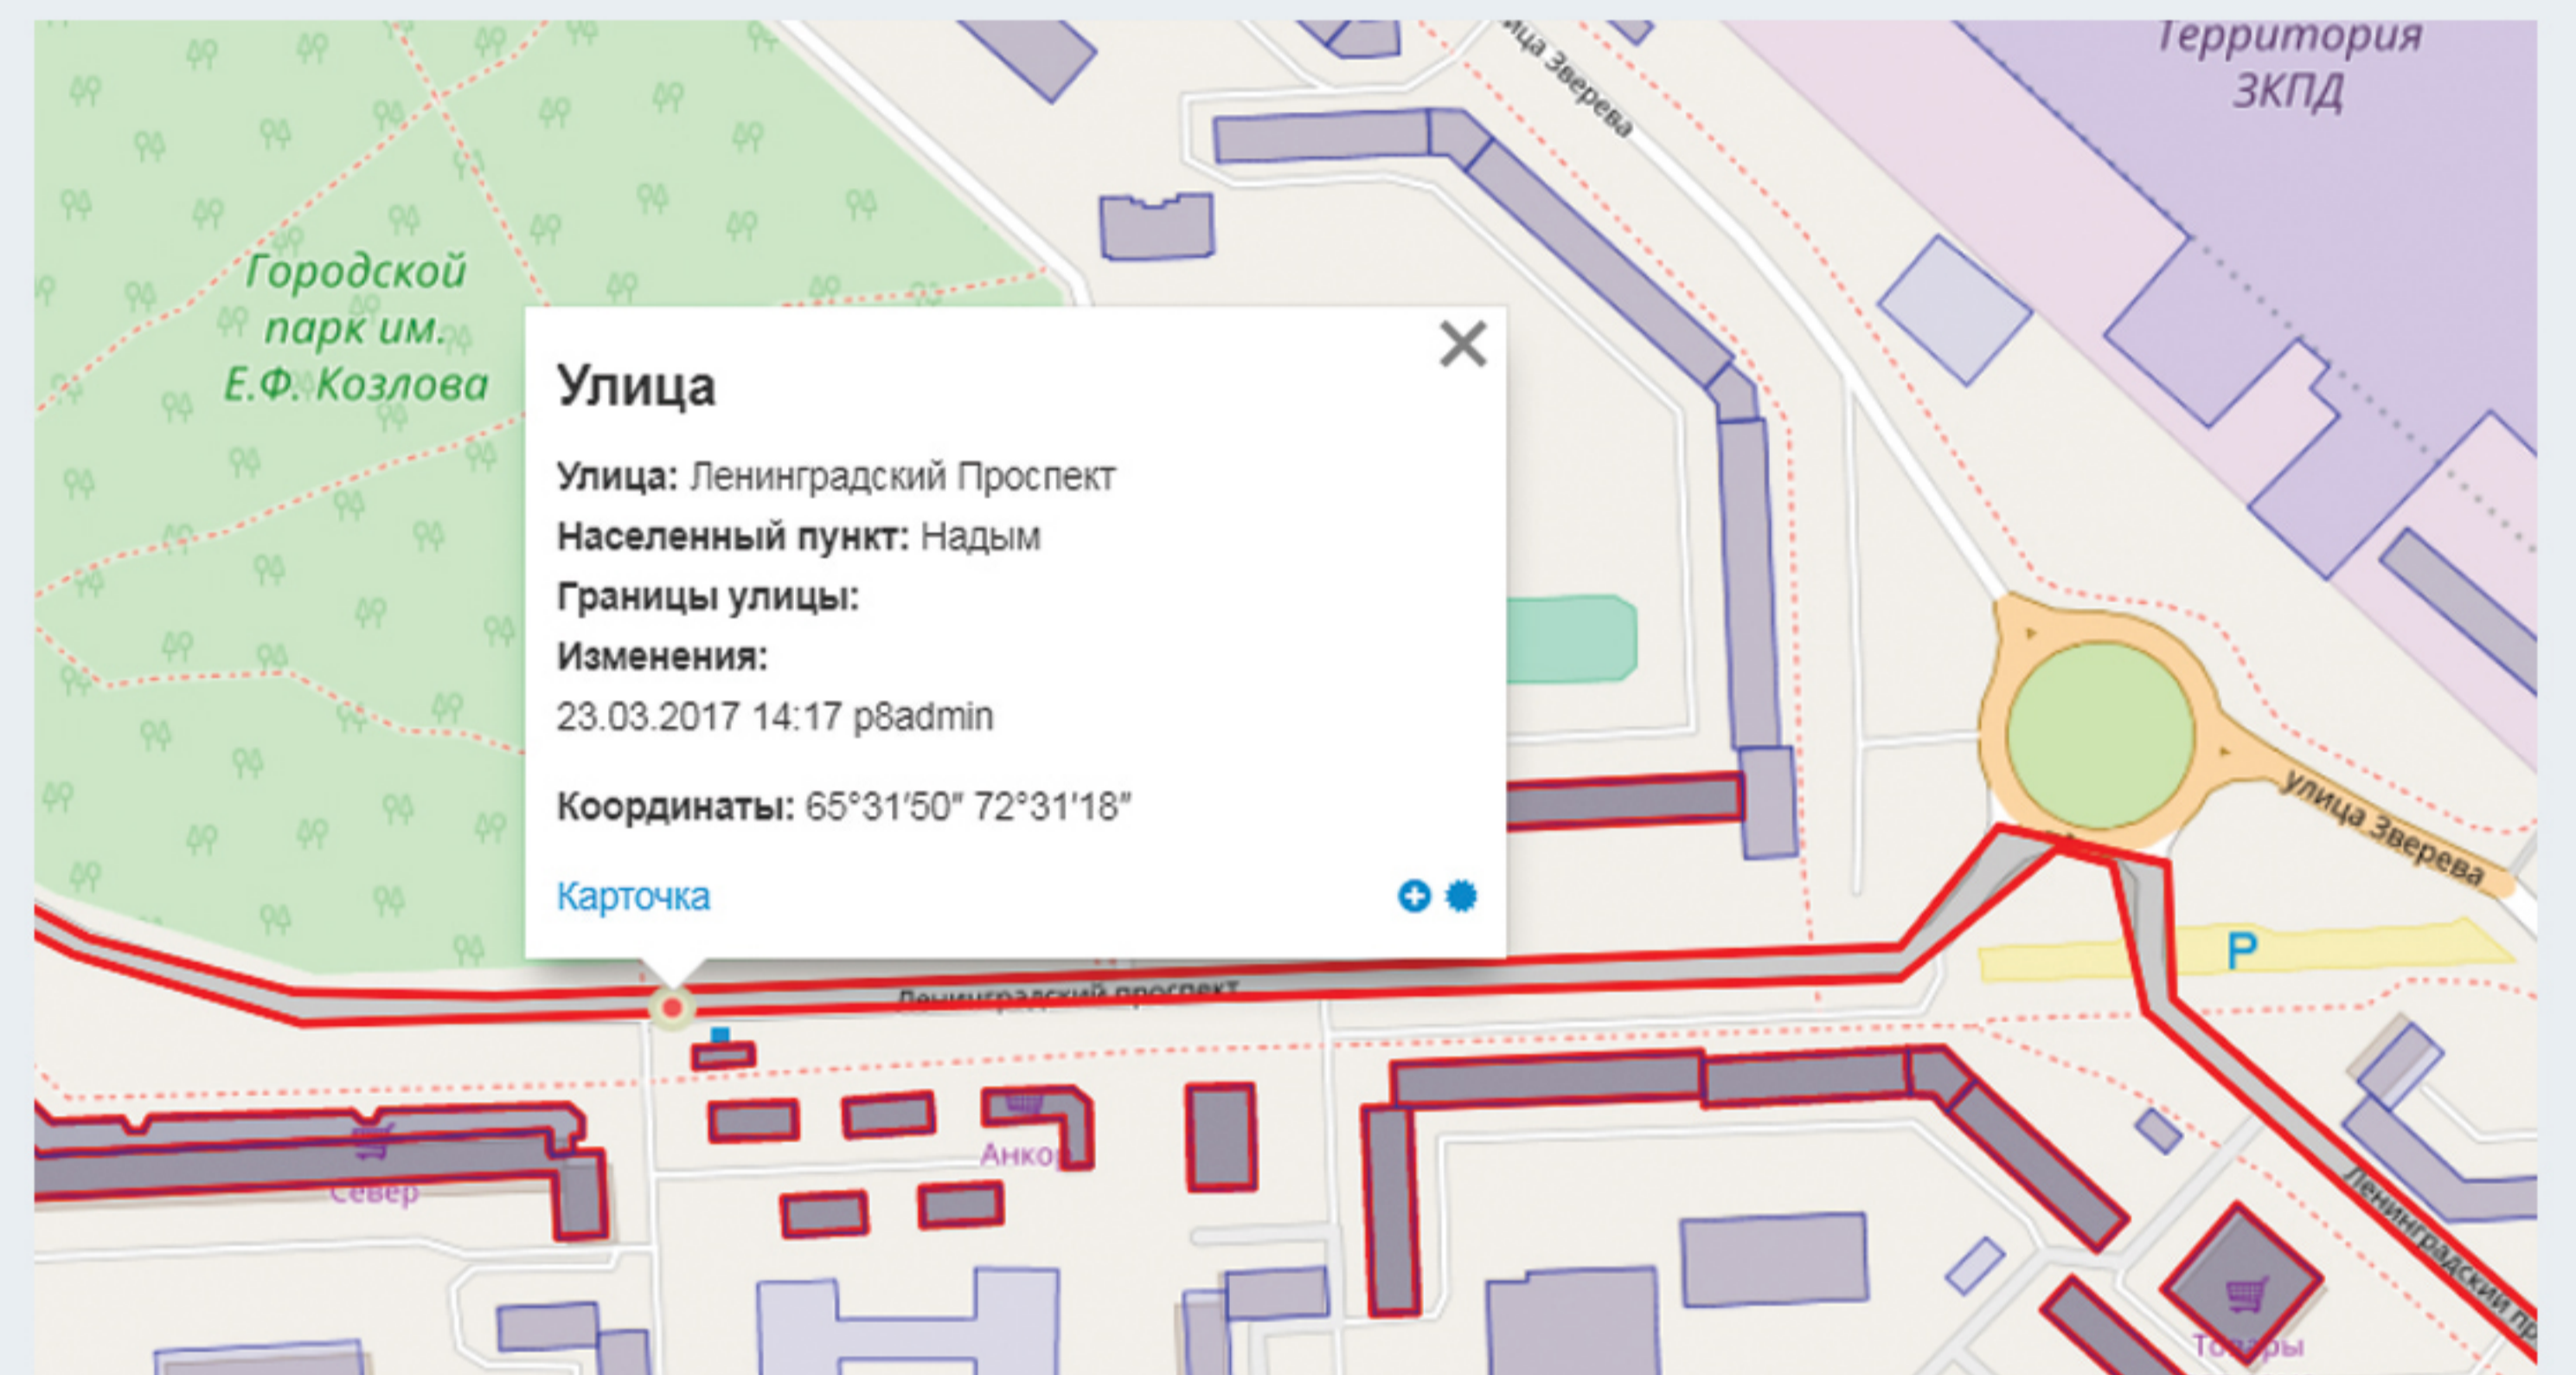 Территория
ЗКПД
улица Зверева
Городской
парк им.
Е.Ф. Козлова
Улица
Улица: Ленинградский Проспект
Населенный пункт: Надым
Границы улицы:
Изменения:
23.03.2017 14:17 p8admin
Координаты: 65°31′50″ 72°31′18″
Карточка
улица Зверева
P
Ленинградский проспект
Анкор
Север
Ленинградский пр
Товары